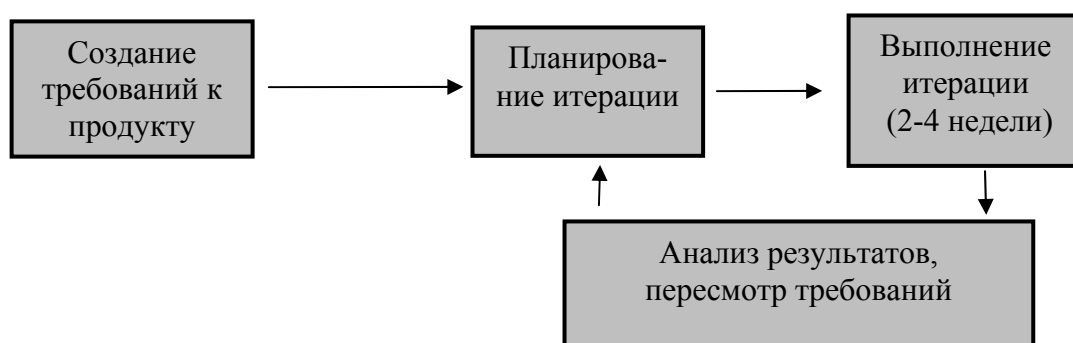 Создание
требований к
продукту
Планирова-
ние итерации
Выполнение
итерации
(2-4 недели)
Анализ результатов,
пересмотр требований